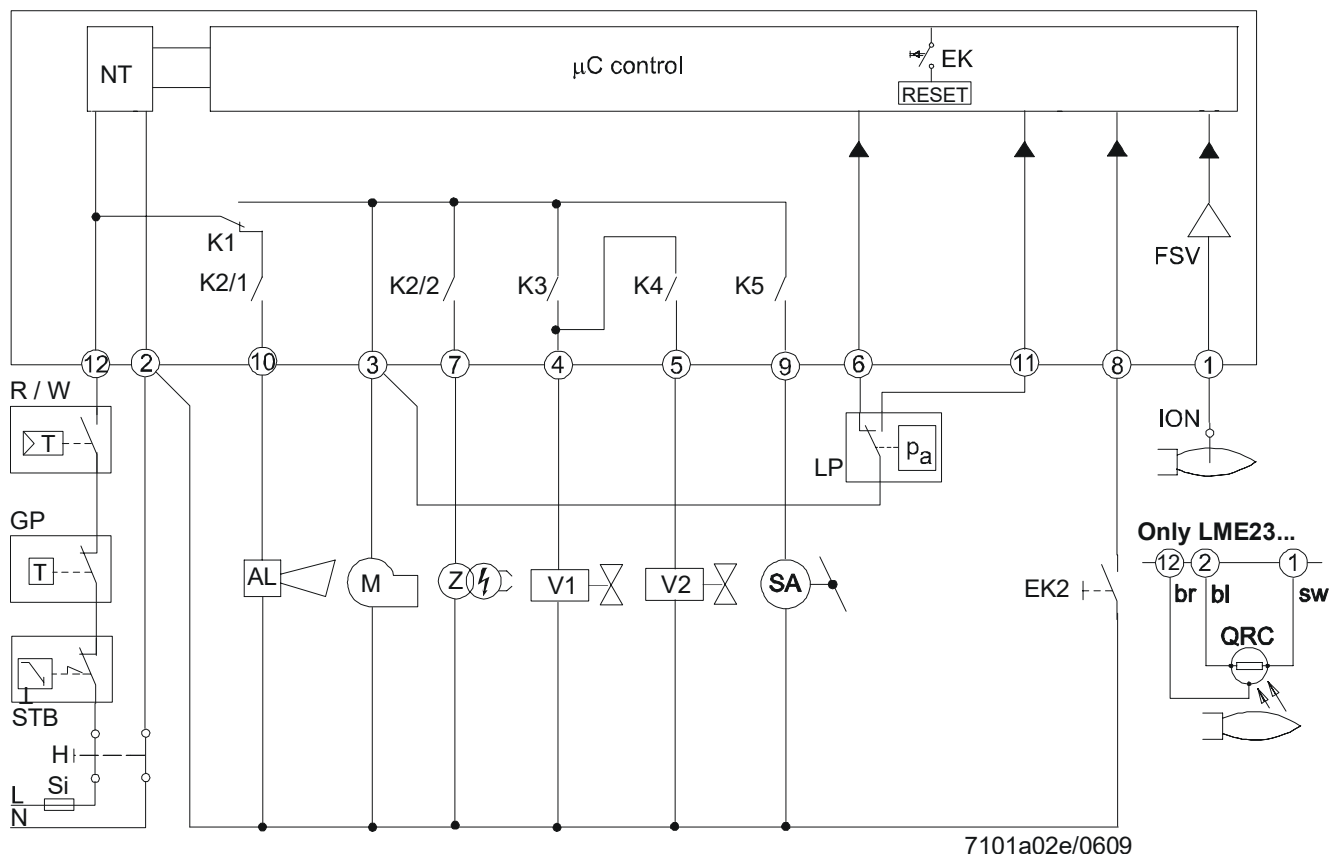 NT
µC control
EK
RESET
K1
FSV
K2/1
K2/2
K3
K4
K5
12
2
10
3
7
4
5
9
6
11
8
1
R / W
T
ION
LP
pa
GP
T
Only LME23...
12
2
1
br
bl
sw
AL
M
Z
V1
V2
SA
EK2
QRC
STB
H
Si
L
N
7101a02e/0609